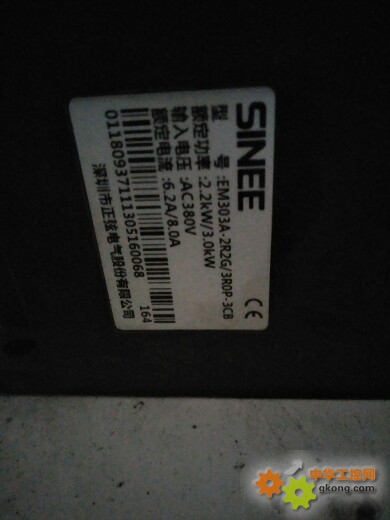 SINEE
CE
型 号:EM303A-2R2G/3R0P-3CB
额定功率:2.2kW/3.0kW
输入电压:AC380V
额定电流:6.2A/8.0A
164
01180937111305160068
深圳市正弦电气股份有限公司
中华工控网
gkong.com